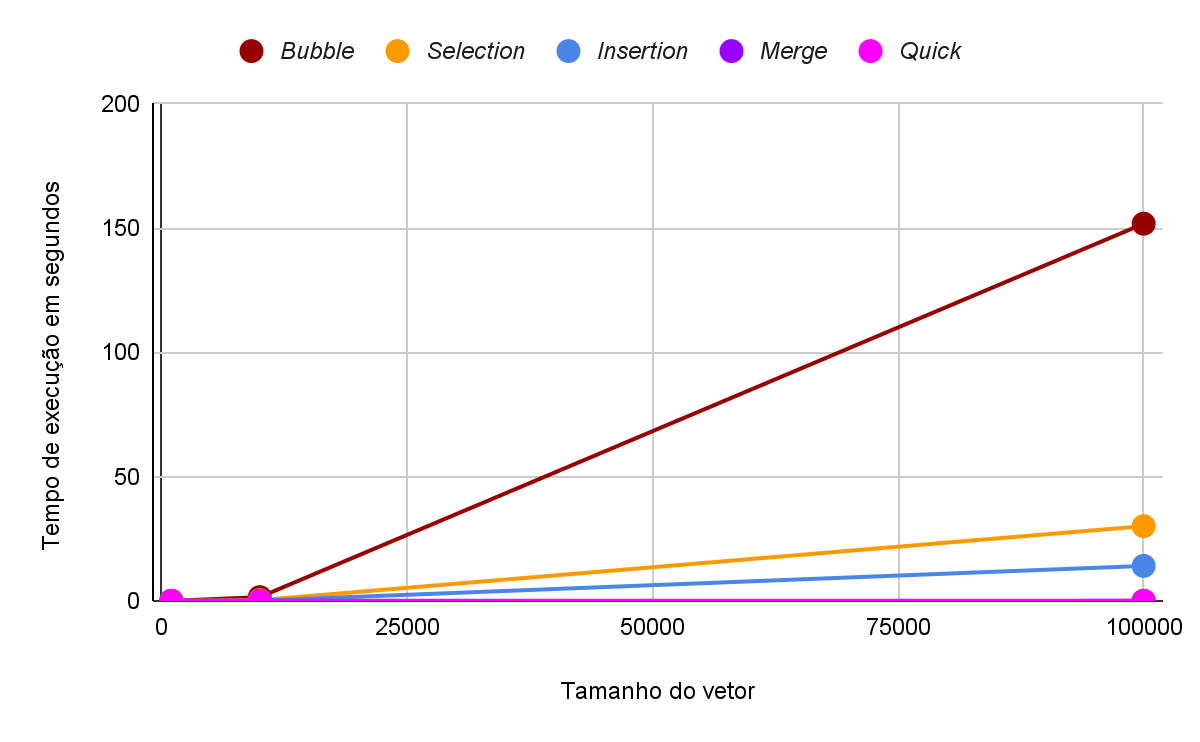 Bubble Selection Insertion Merge Quick
200
150
100
50
0
Tempo de execução em segundos
0 25000 50000 75000 100000
Tamanho do vetor